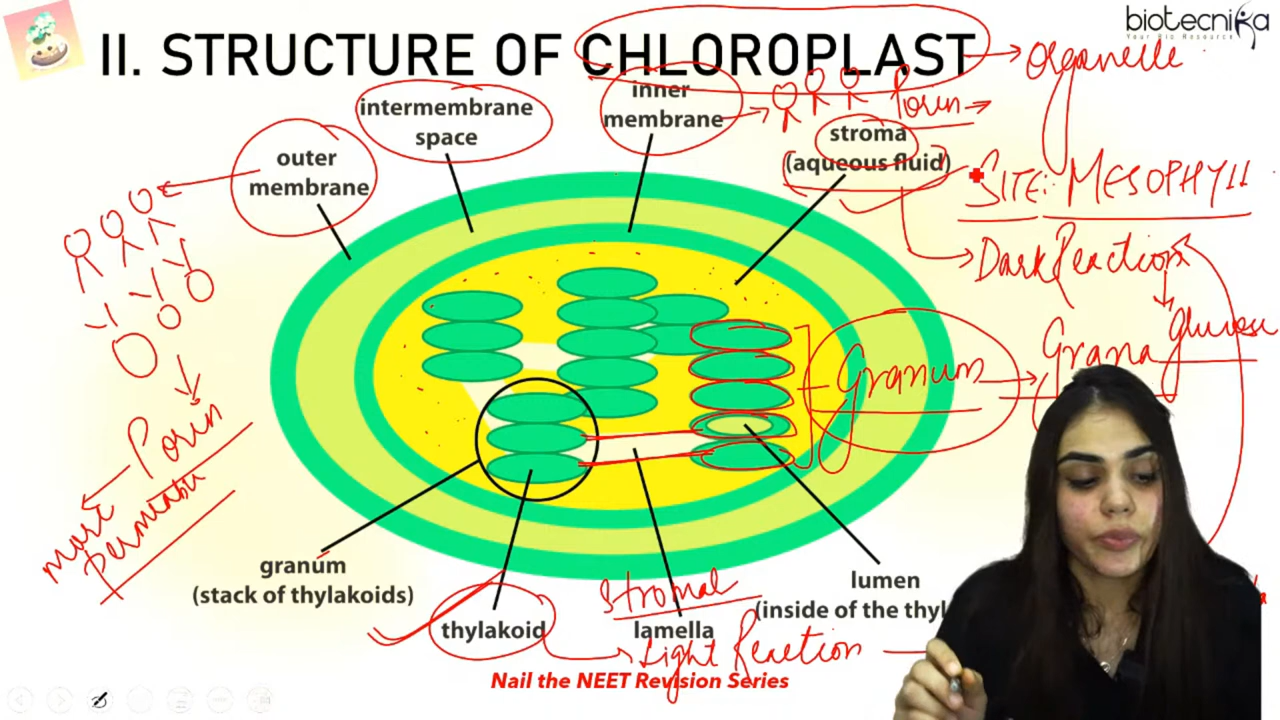 biotecnika
Your Bio Resource
II. STRUCTURE OF CHLOROPLAST
Organelle
intermembrane
space
inner
membrane
Porin
stroma
(aqueous fluid)
outer
membrane
SITE: MESOPHYll
Dark Reaction
glucose
Granum
Grana
Porin
more
permeable
granum
(stack of thylakoids)
Stromal
lumen
(inside of the thyl
thylakoid
lamella
Light Reaction
Nail the NEET Revision Series